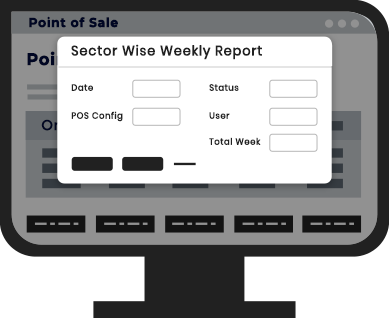 Point of Sale
Poi
Sector Wise Weekly Report
Date
Status
POS Config
User
Total Week
Or